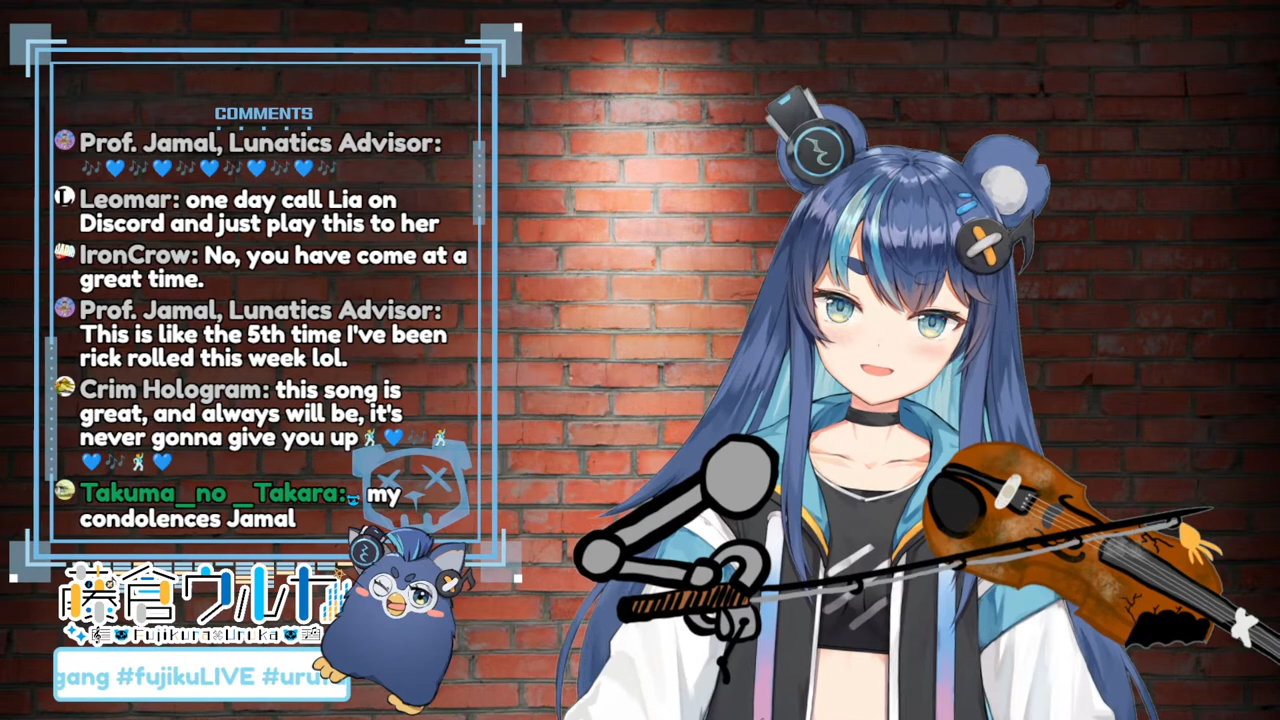 COMMENTS
Prof. Jamal, Lunatics Advisor:
🎶💙🎶💙🎶💙🎶💙🎶💙🎶
Leomar: one day call Lia on
Discord and just play this to her
IronCrow: No, you have come at a
great time.
Prof. Jamal, Lunatics Advisor:
This is like the 5th time I've been
rick rolled this week lol.
Crim Hologram: this song is
great, and always will be, it's
never gonna give you up🕺💙🎶🕺
💙🎶🕺💙
Takuma_no_Takara: my
condolences Jamal
藤倉ウルカ
Fujikura Uruka
gang #fujikuLIVE #uru